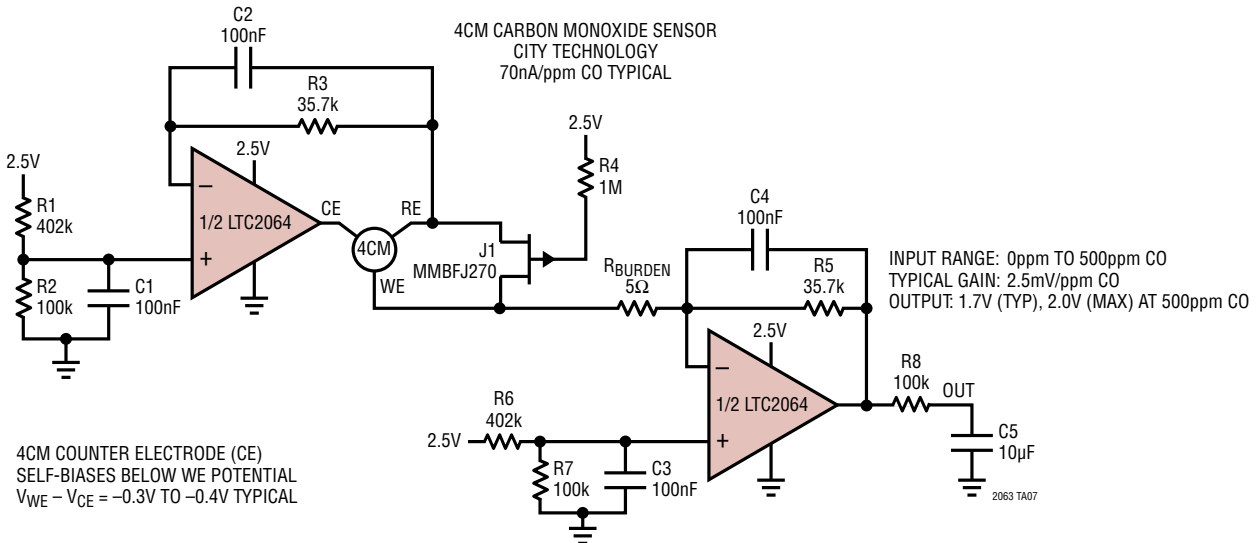 C2
100nF
4CM CARBON MONOXIDE SENSOR
CITY TECHNOLOGY
70nA/ppm CO TYPICAL
R3
35.7k
2.5V
2.5V
2.5V
R4
1M
R1
402k
–
1/2 LTC2064
+
CE
RE
4CM
WE
J1
MMBFJ270
C4
100nF
R2
100k
C1
100nF
RBURDEN
5Ω
R5
35.7k
INPUT RANGE: 0ppm TO 500ppm CO
TYPICAL GAIN: 2.5mV/ppm CO
OUTPUT: 1.7V (TYP), 2.0V (MAX) AT 500ppm CO
2.5V
–
1/2 LTC2064
+
R8
100k
OUT
R6
402k
2.5V
C5
10µF
R7
100k
C3
100nF
4CM COUNTER ELECTRODE (CE)
SELF-BIASES BELOW WE POTENTIAL
VWE – VCE = –0.3V TO –0.4V TYPICAL
2063 TA07